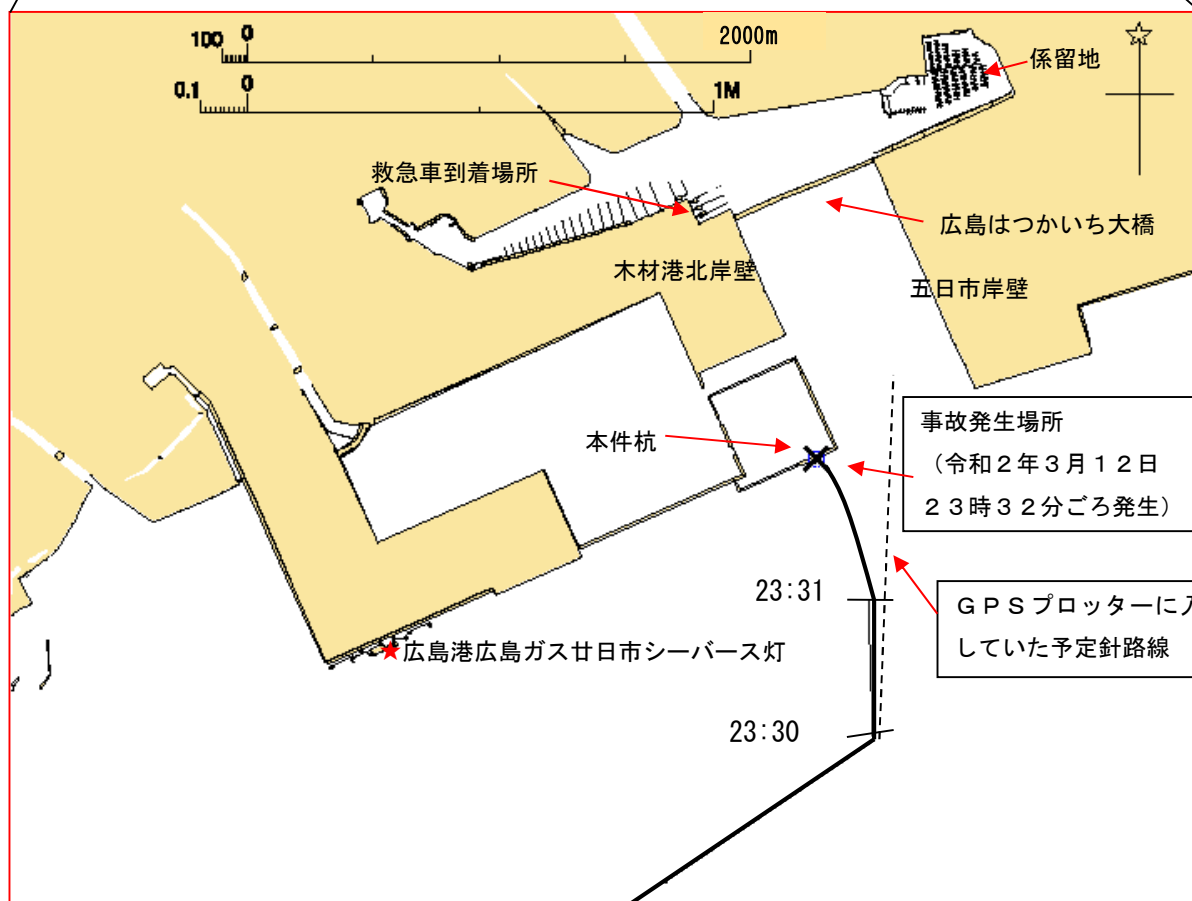 100 0 2000m
0.1 0 1M
係留地
救急車到着場所
広島はつかいち大橋
木材港北岸壁
五日市岸壁
本件杭
事故発生場所
(令和2年3月12日
23時32分ごろ発生)
23:31
GPSプロッターに入
していた予定針路線
★広島港広島ガス廿日市シーバース灯
23:30